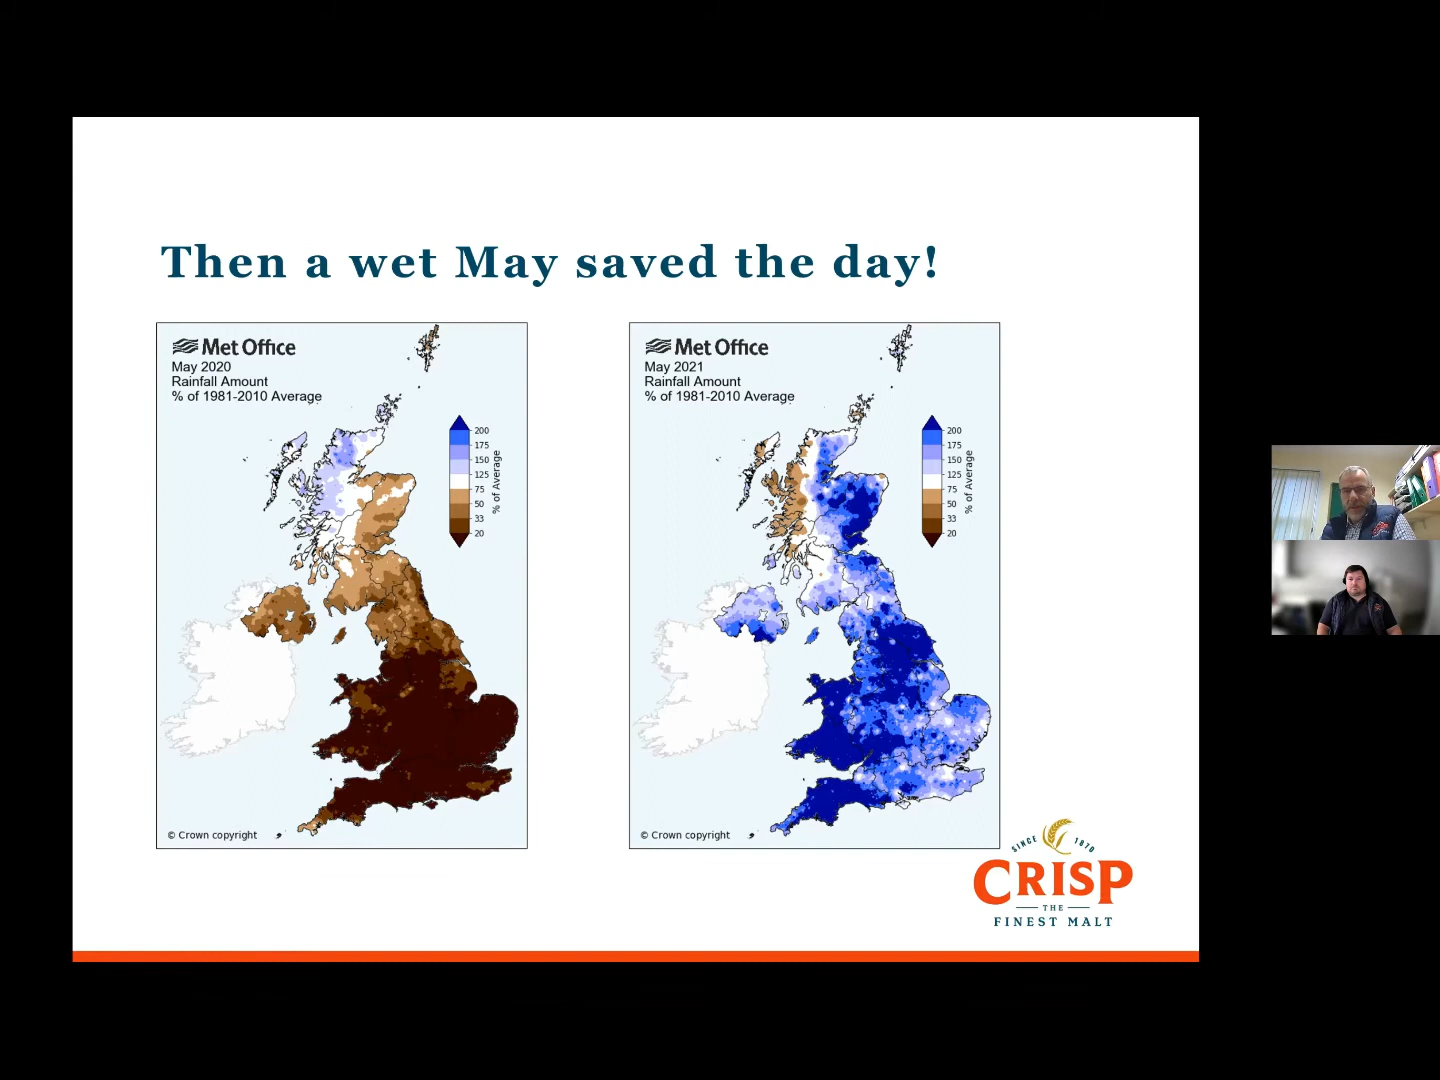 Then a wet May saved the day!
Met Office
May 2020
Rainfall Amount
% of 1981-2010 Average
200
175
150
125
75
50
33
20
% of Average
© Crown copyright
Met Office
May 2021
Rainfall Amount
% of 1981-2010 Average
200
175
150
125
75
50
33
20
% of Average
© Crown copyright
SINCE 1870
CRISP
THE
FINEST MALT